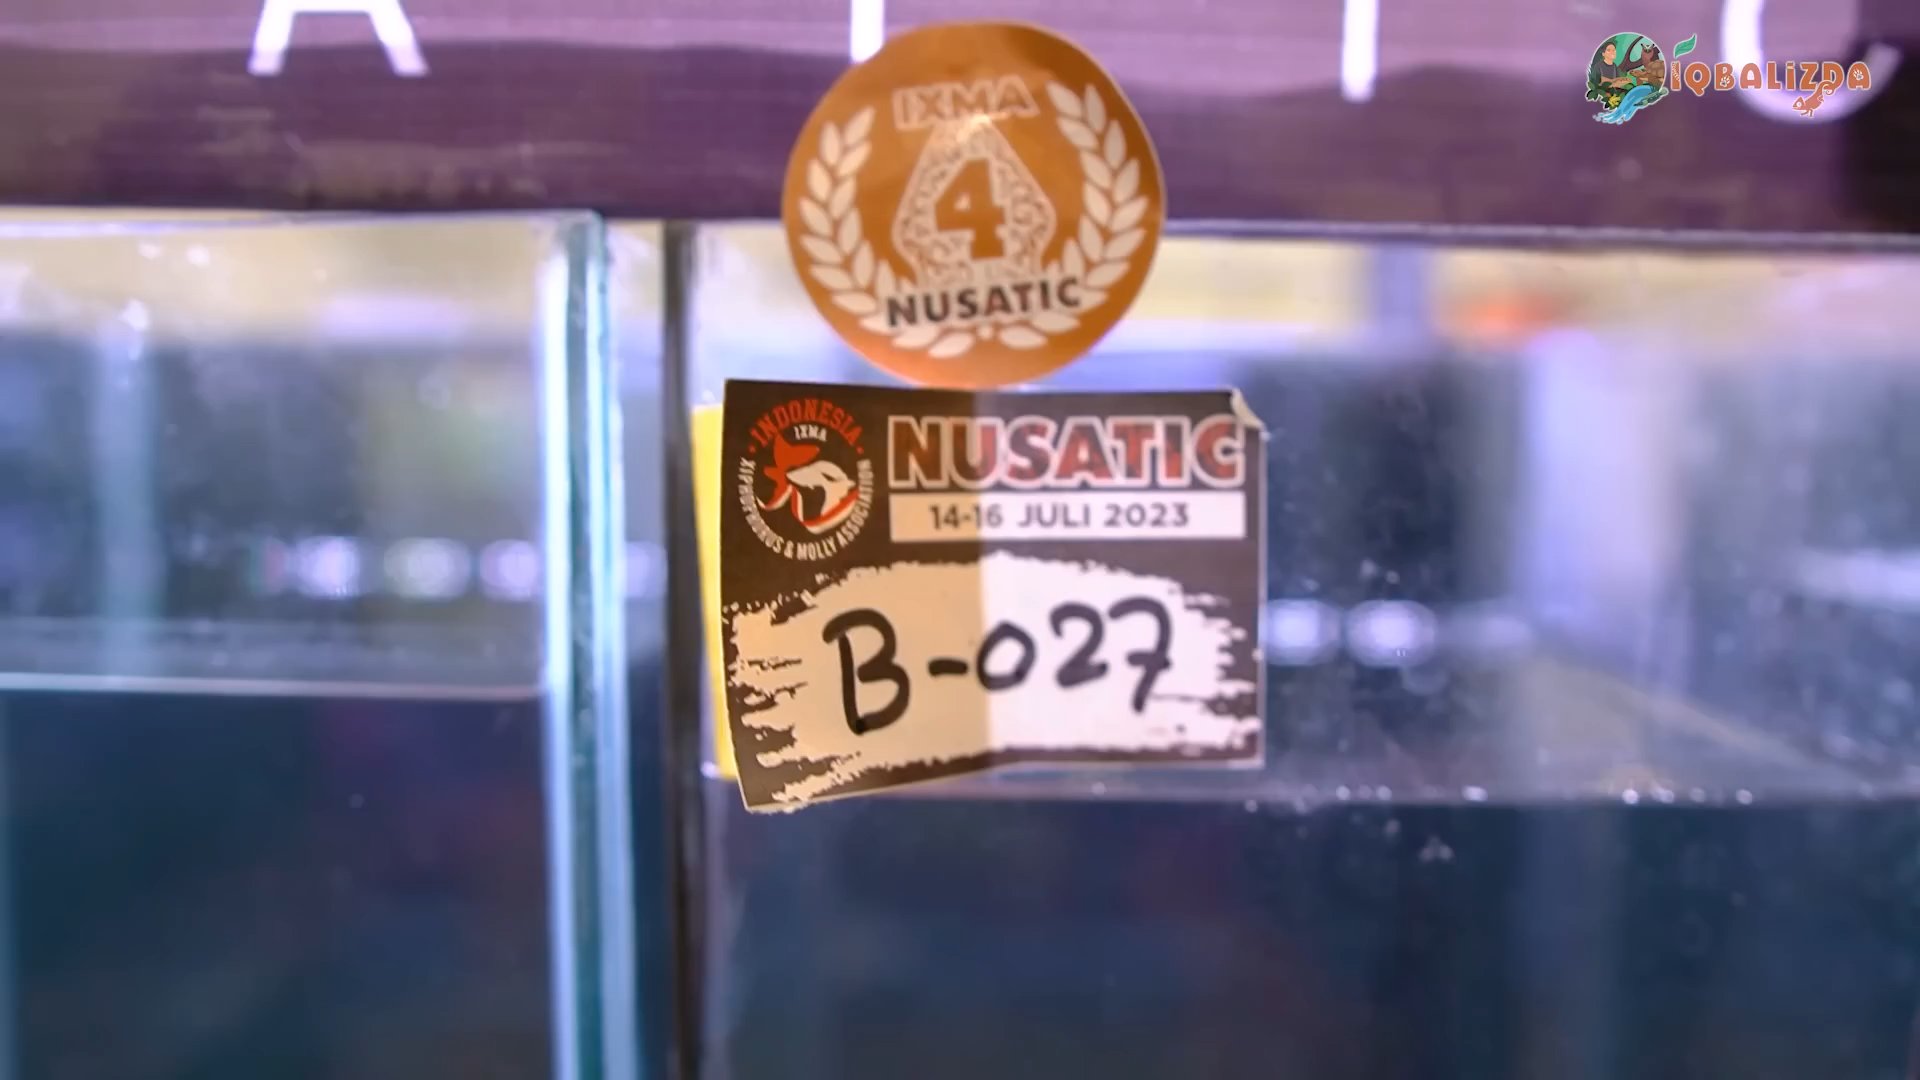 A T I C
IQBALIZDA
IXMA
4
NUSATIC
INDONESIA
IXMA
XIPHOPHORUS & MOLLY ASSOCIATION
NUSATIC
14-16 JULI 2023
B-027